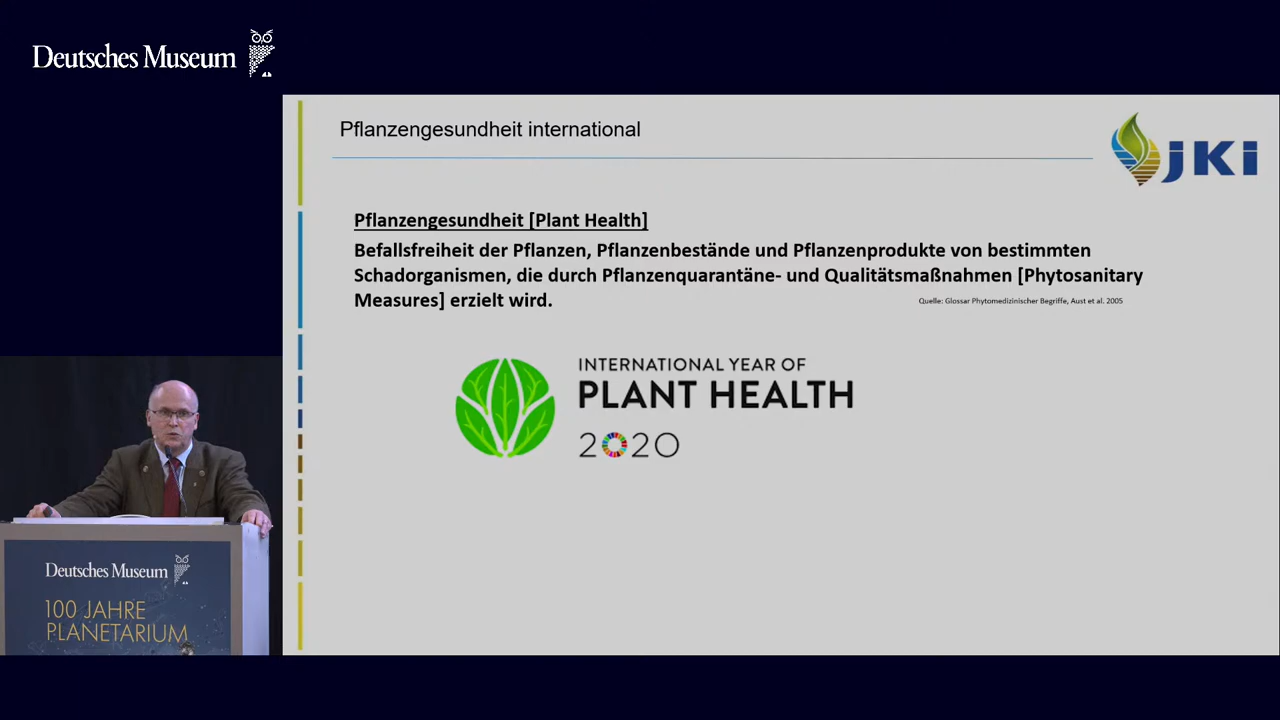 Deutsches Museum
Pflanzengesundheit international
JKI
Pflanzengesundheit [Plant Health]
Befallsfreiheit der Pflanzen, Pflanzenbestände und Pflanzenprodukte von bestimmten
Schadorganismen, die durch Pflanzenquarantäne- und Qualitätsmaßnahmen [Phytosanitary
Measures] erzielt wird.
Quelle: Glossar Phytomedizinischer Begriffe, Aust et al. 2005
INTERNATIONAL YEAR OF
PLANT HEALTH
2020
Deutsches Museum
100 JAHRE
PLANETARIUM